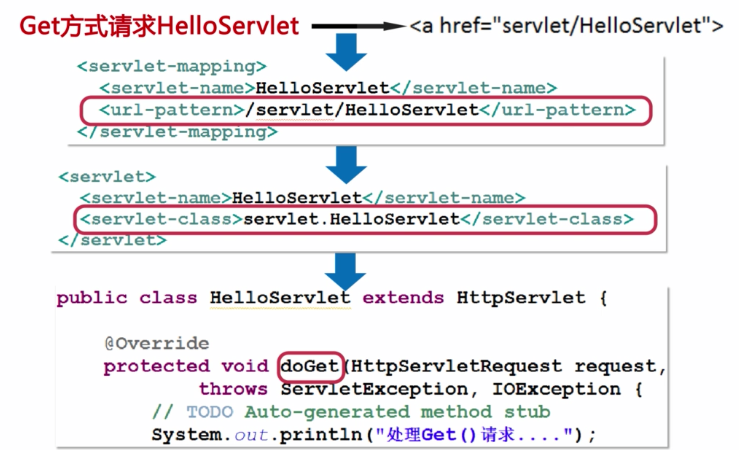 Get方式请求HelloServlet <a href="servlet/HelloServlet">
<servlet-mapping>
<servlet-name>HelloServlet</servlet-name>
<url-pattern>/servlet/HelloServlet</url-pattern>
</servlet-mapping>
<servlet>
<servlet-name>HelloServlet</servlet-name>
<servlet-class>servlet.HelloServlet</servlet-class>
</servlet>
public class HelloServlet extends HttpServlet {
@Override
protected void doGet(HttpServletRequest request,
throws ServletException, IOException {
// TODO Auto-generated method stub
System.out.println("处理Get()请求....");